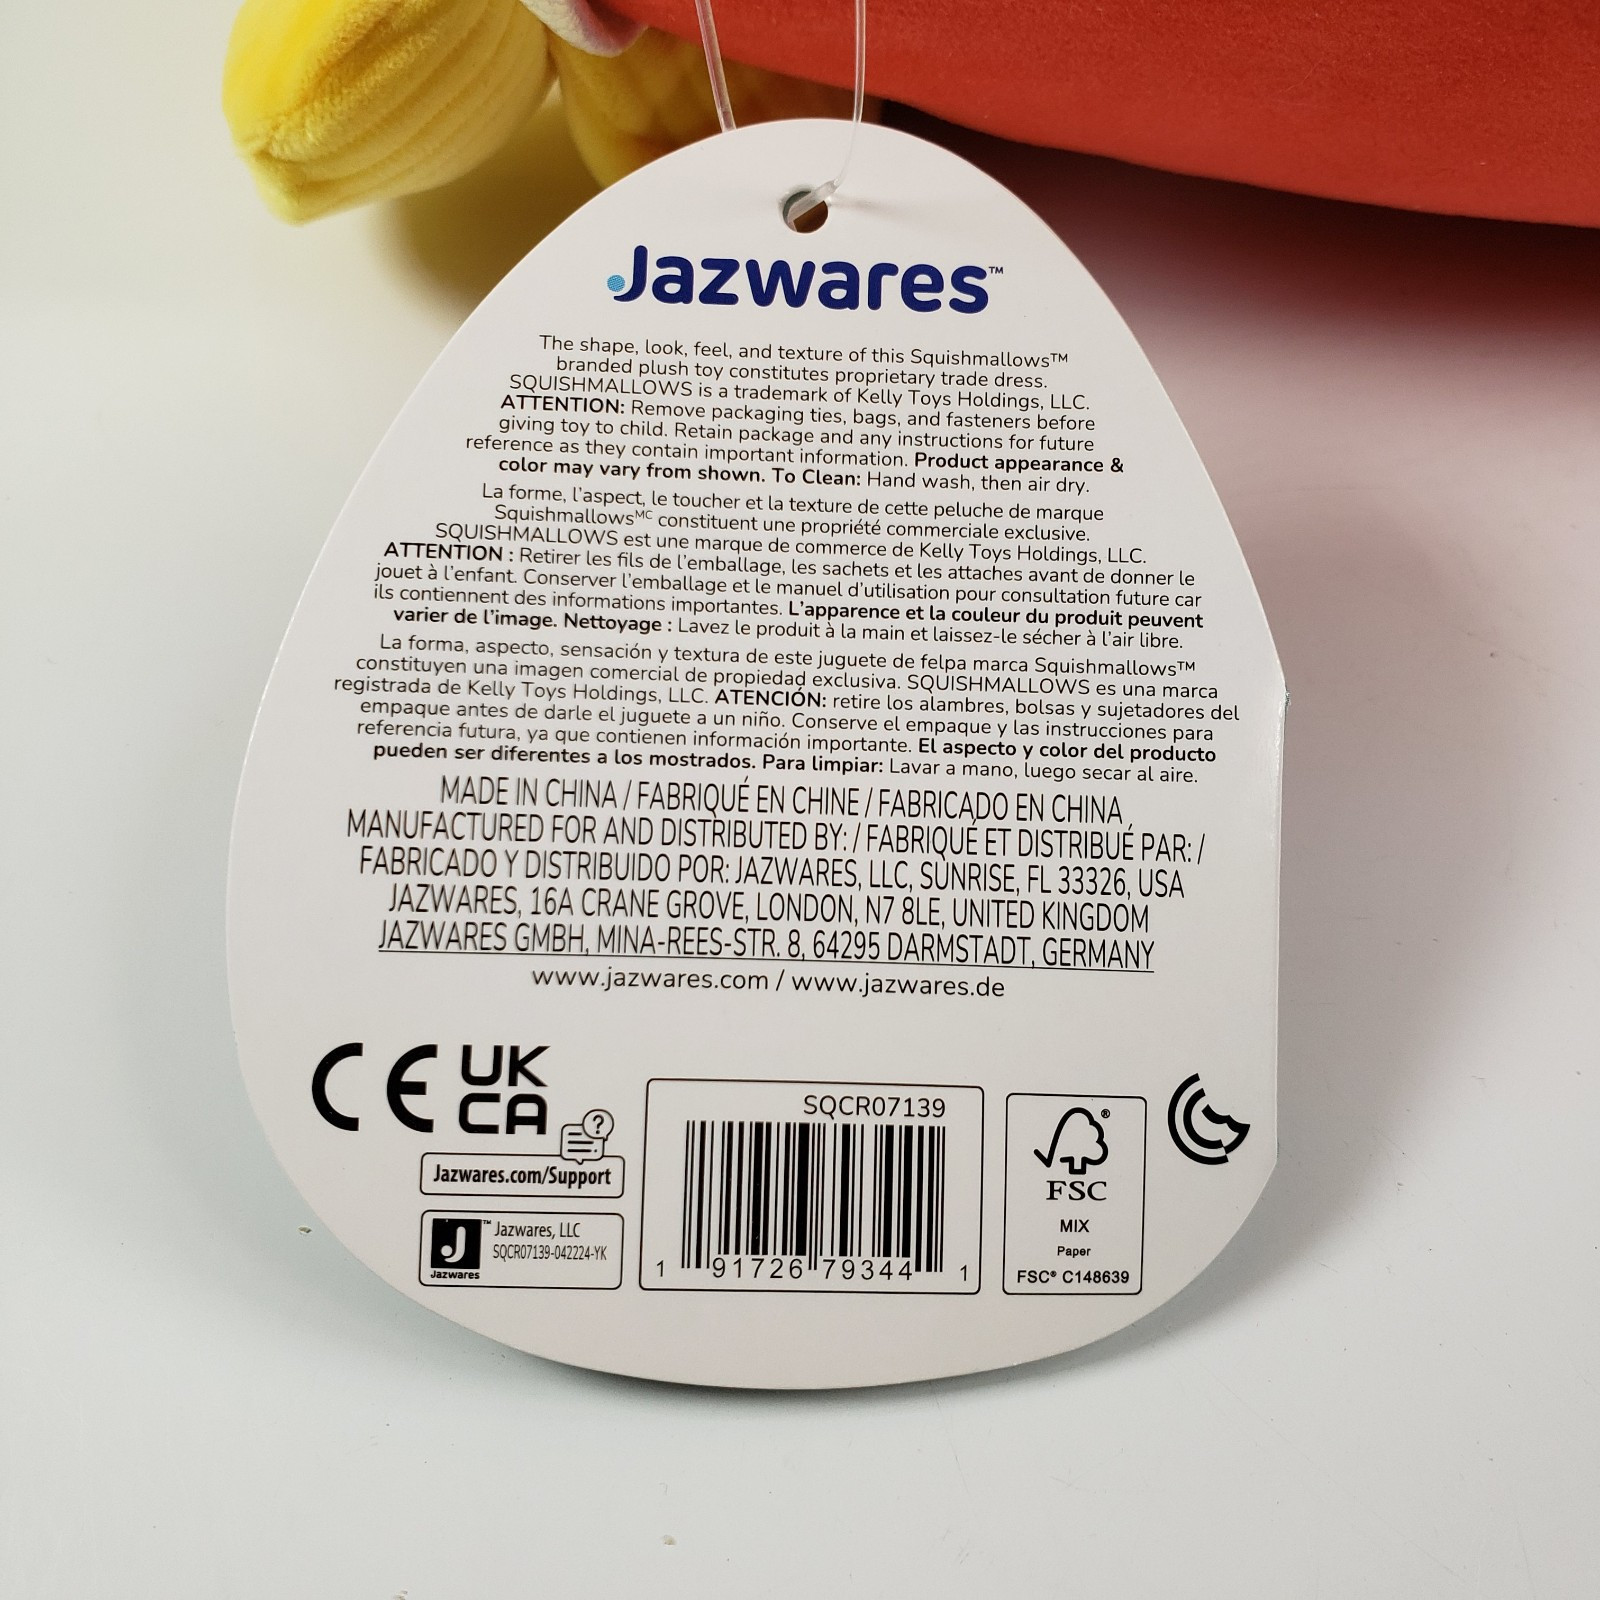 Jazwares™
The shape, look, feel, and texture of this Squishmallows™
branded plush toy constitutes proprietary trade dress.
SQUISHMALLOWS is a trademark of Kelly Toys Holdings, LLC.
ATTENTION: Remove packaging ties, bags, and fasteners before
giving toy to child. Retain package and any instructions for future
reference as they contain important information. Product appearance &
color may vary from shown. To Clean: Hand wash, then air dry.
La forme, l'aspect, le toucher et la texture de cette peluche de marque
Squishmallowsᴹᶜ constituent une propriété commerciale exclusive.
SQUISHMALLOWS est une marque de commerce de Kelly Toys Holdings, LLC.
ATTENTION : Retirer les fils de l'emballage, les sachets et les attaches avant de donner le
jouet à l'enfant. Conserver l'emballage et le manuel d'utilisation pour consultation future car
ils contiennent des informations importantes. L'apparence et la couleur du produit peuvent
varier de l'image. Nettoyage : Lavez le produit à la main et laissez-le sécher à l'air libre.
La forma, aspecto, sensación y textura de este juguete de felpa marca Squishmallows™
constituyen una imagen comercial de propiedad exclusiva. SQUISHMALLOWS es una marca
registrada de Kelly Toys Holdings, LLC. ATENCIÓN: retire los alambres, bolsas y sujetadores del
empaque antes de darle el juguete a un niño. Conserve el empaque y las instrucciones para
referencia futura, ya que contienen información importante. El aspecto y color del producto
pueden ser diferentes a los mostrados. Para limpiar: Lavar a mano, luego secar al aire.
MADE IN CHINA / FABRIQUÉ EN CHINE / FABRICADO EN CHINA
MANUFACTURED FOR AND DISTRIBUTED BY: / FABRIQUÉ ET DISTRIBUÉ PAR: /
FABRICADO Y DISTRIBUIDO POR: JAZWARES, LLC, SUNRISE, FL 33326, USA
JAZWARES, 16A CRANE GROVE, LONDON, N7 8LE, UNITED KINGDOM
JAZWARES GMBH, MINA-REES-STR. 8, 64295 DARMSTADT, GERMANY
www.jazwares.com / www.jazwares.de
CE
UK
CA
?
Jazwares.com/Support
J™
Jazwares
Jazwares, LLC
SQCR07139-042224-YK
SQCR07139
1 91726 79344 1
®
FSC
MIX
Paper
FSC® C148639